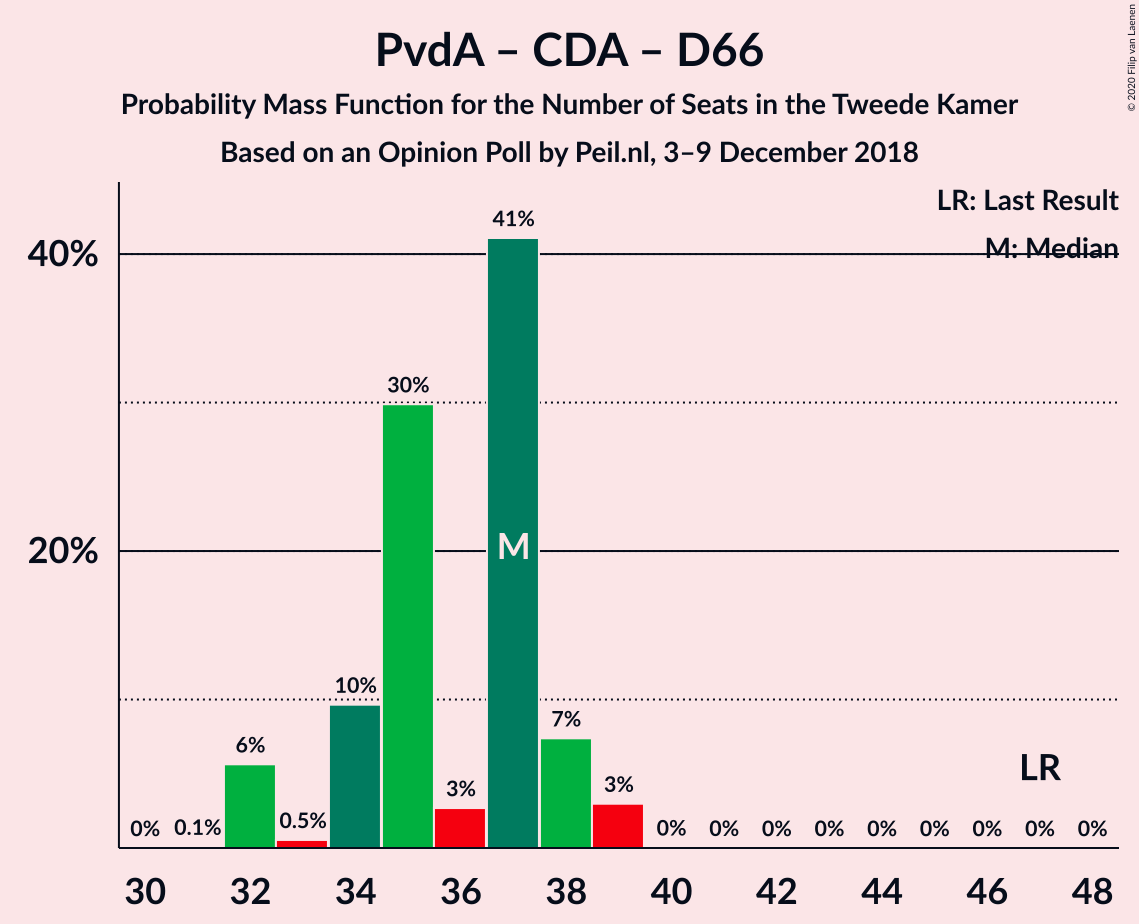 PvdA – CDA – D66
Probability Mass Function for the Number of Seats in the Tweede Kamer
Based on an Opinion Poll by Peil.nl, 3–9 December 2018
© 2020 Filip van Laenen
LR: Last Result
M: Median
40%
20%
0%
0.1%
6%
0.5%
10%
30%
3%
41%
7%
3%
0%
0%
0%
0%
0%
0%
0%
0%
0%
M
LR
30 32 34 36 38 40 42 44 46 48